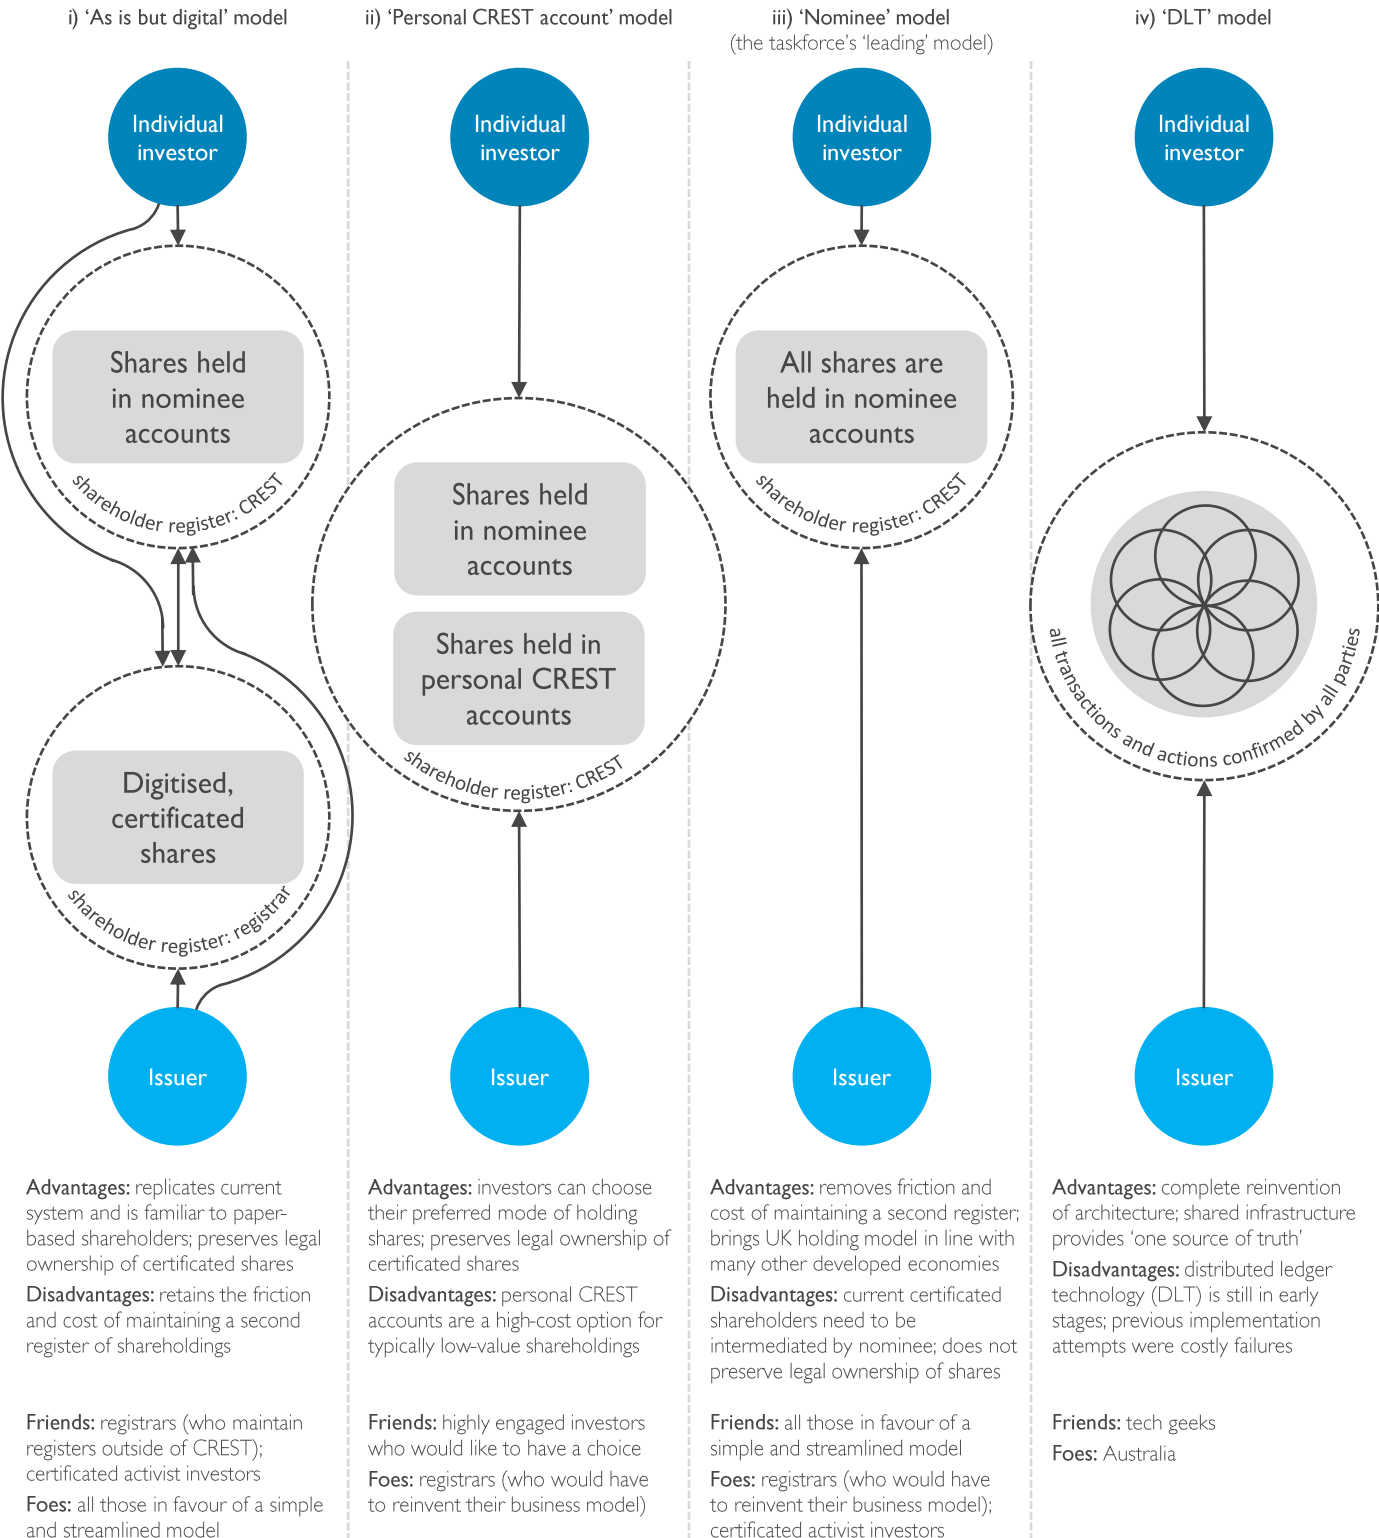 i) ‘As is but digital’ model
Individual
investor
Shares held
in nominee
accounts
shareholder register: CREST
Digitised,
certificated
shares
shareholder register: registrar
Issuer
Advantages: replicates current
system and is familiar to paper-
based shareholders; preserves legal
ownership of certificated shares
Disadvantages: retains the friction
and cost of maintaining a second
register of shareholdings
Friends: registrars (who maintain
registers outside of CREST);
certificated activist investors
Foes: all those in favour of a simple
and streamlined model
ii) ‘Personal CREST account’ model
Individual
investor
Shares held
in nominee
accounts
Shares held in
personal CREST
accounts
shareholder register: CREST
Issuer
Advantages: investors can choose
their preferred mode of holding
shares; preserves legal ownership of
certificated shares
Disadvantages: personal CREST
accounts are a high-cost option for
typically low-value shareholdings
Friends: highly engaged investors
who would like to have a choice
Foes: registrars (who would have
to reinvent their business model)
iii) ‘Nominee’ model
(the taskforce’s ‘leading’ model)
Individual
investor
All shares are
held in nominee
accounts
shareholder register: CREST
Issuer
Advantages: removes friction and
cost of maintaining a second register;
brings UK holding model in line with
many other developed economies
Disadvantages: current certificated
shareholders need to be
intermediated by nominee; does not
preserve legal ownership of shares
Friends: all those in favour of a
simple and streamlined model
Foes: registrars (who would have
to reinvent their business model);
certificated activist investors
iv) ‘DLT’ model
Individual
investor
all transactions and actions confirmed by all parties
Issuer
Advantages: complete reinvention
of architecture; shared infrastructure
provides ‘one source of truth’
Disadvantages: distributed ledger
technology (DLT) is still in early
stages; previous implementation
attempts were costly failures
Friends: tech geeks
Foes: Australia